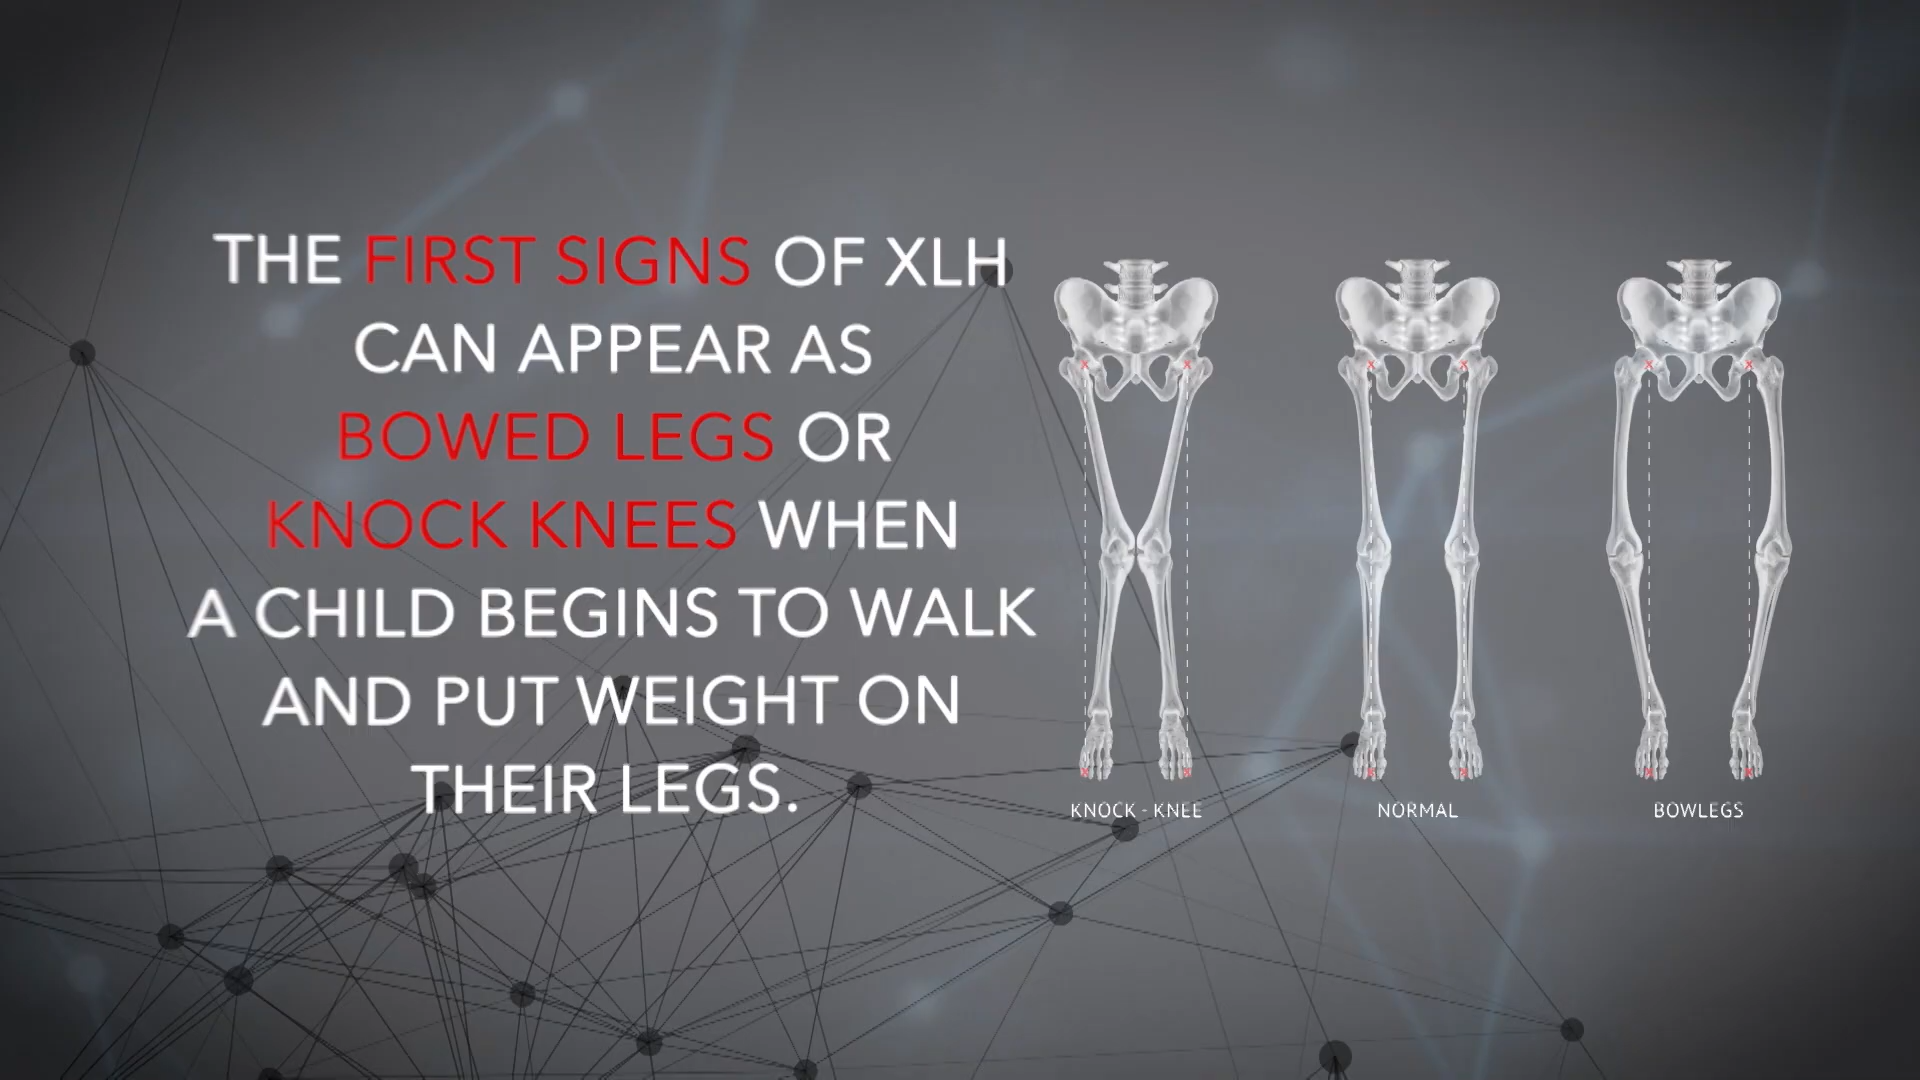 THE FIRST SIGNS OF XLH
CAN APPEAR AS
BOWED LEGS OR
KNOCK KNEES WHEN
A CHILD BEGINS TO WALK
AND PUT WEIGHT ON
THEIR LEGS.
KNOCK - KNEE
NORMAL
BOWLEGS